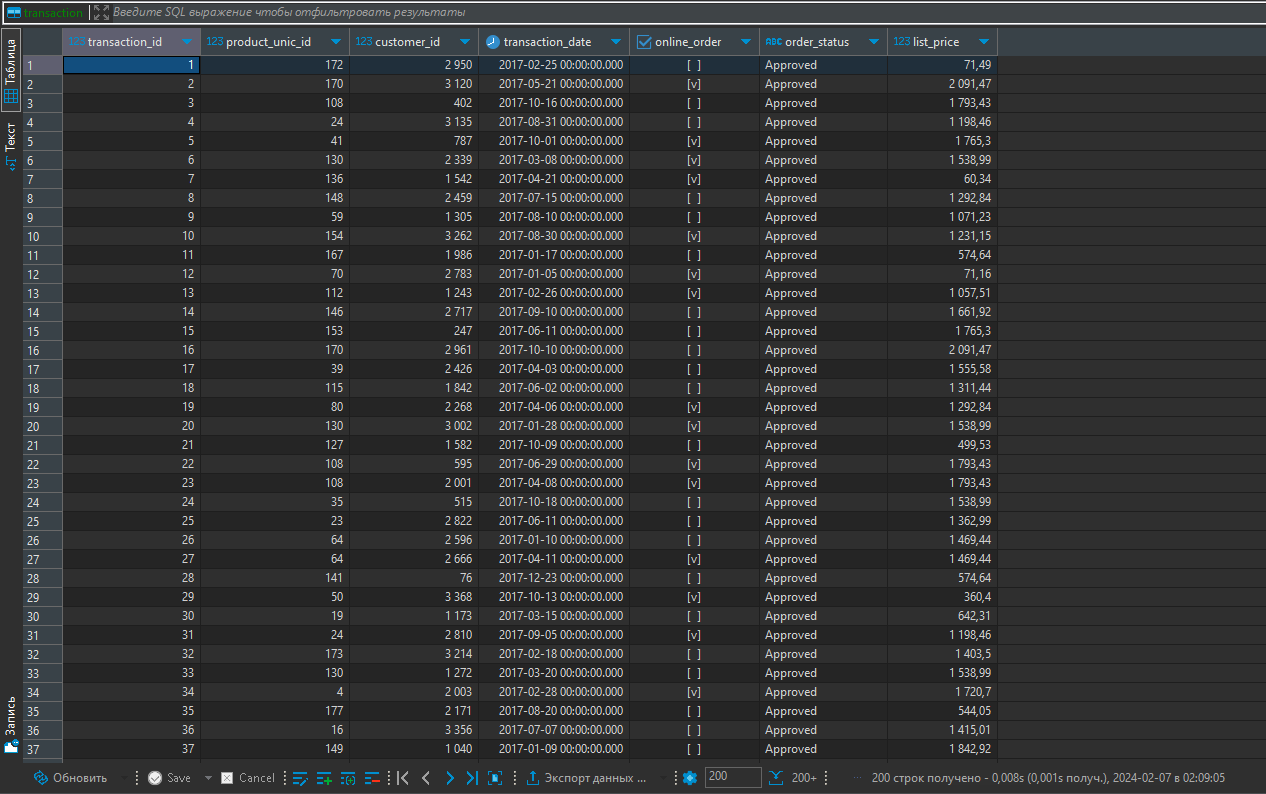 transaction Введите SQL выражение чтобы отфильтровать результаты
Таблица
Текст
Запись
123 transaction_id 123 product_unic_id 123 customer_id transaction_date online_order ABC order_status 123 list_price
1 1 172 2 950 2017-02-25 00:00:00.000 [ ] Approved 71,49
2 2 170 3 120 2017-05-21 00:00:00.000 [v] Approved 2 091,47
3 3 108 402 2017-10-16 00:00:00.000 [ ] Approved 1 793,43
4 4 24 3 135 2017-08-31 00:00:00.000 [ ] Approved 1 198,46
5 5 41 787 2017-10-01 00:00:00.000 [v] Approved 1 765,3
6 6 130 2 339 2017-03-08 00:00:00.000 [v] Approved 1 538,99
7 7 136 1 542 2017-04-21 00:00:00.000 [v] Approved 60,34
8 8 148 2 459 2017-07-15 00:00:00.000 [ ] Approved 1 292,84
9 9 59 1 305 2017-08-10 00:00:00.000 [ ] Approved 1 071,23
10 10 154 3 262 2017-08-30 00:00:00.000 [v] Approved 1 231,15
11 11 167 1 986 2017-01-17 00:00:00.000 [ ] Approved 574,64
12 12 70 2 783 2017-01-05 00:00:00.000 [v] Approved 71,16
13 13 112 1 243 2017-02-26 00:00:00.000 [v] Approved 1 057,51
14 14 146 2 717 2017-09-10 00:00:00.000 [ ] Approved 1 661,92
15 15 153 247 2017-06-11 00:00:00.000 [ ] Approved 1 765,3
16 16 170 2 961 2017-10-10 00:00:00.000 [ ] Approved 2 091,47
17 17 39 2 426 2017-04-03 00:00:00.000 [ ] Approved 1 555,58
18 18 115 1 842 2017-06-02 00:00:00.000 [ ] Approved 1 311,44
19 19 80 2 268 2017-04-06 00:00:00.000 [v] Approved 1 292,84
20 20 130 3 002 2017-01-28 00:00:00.000 [v] Approved 1 538,99
21 21 127 1 582 2017-10-09 00:00:00.000 [ ] Approved 499,53
22 22 108 595 2017-06-29 00:00:00.000 [v] Approved 1 793,43
23 23 108 2 001 2017-04-08 00:00:00.000 [v] Approved 1 793,43
24 24 35 515 2017-10-18 00:00:00.000 [ ] Approved 1 538,99
25 25 23 2 822 2017-06-11 00:00:00.000 [ ] Approved 1 362,99
26 26 64 2 596 2017-01-10 00:00:00.000 [ ] Approved 1 469,44
27 27 64 2 666 2017-04-11 00:00:00.000 [v] Approved 1 469,44
28 28 141 76 2017-12-23 00:00:00.000 [ ] Approved 574,64
29 29 50 3 368 2017-10-13 00:00:00.000 [v] Approved 360,4
30 30 19 1 173 2017-03-15 00:00:00.000 [ ] Approved 642,31
31 31 24 2 810 2017-09-05 00:00:00.000 [v] Approved 1 198,46
32 32 173 3 214 2017-02-18 00:00:00.000 [ ] Approved 1 403,5
33 33 130 1 272 2017-03-20 00:00:00.000 [ ] Approved 1 538,99
34 34 4 2 003 2017-02-28 00:00:00.000 [v] Approved 1 720,7
35 35 177 2 171 2017-08-20 00:00:00.000 [ ] Approved 544,05
36 36 16 3 356 2017-07-07 00:00:00.000 [ ] Approved 1 415,01
37 37 149 1 040 2017-01-09 00:00:00.000 [ ] Approved 1 842,92
Обновить Save Cancel Экспорт данных ... 200 200+ 200 строк получено - 0,008s (0,001s получ.), 2024-02-07 в 02:09:05